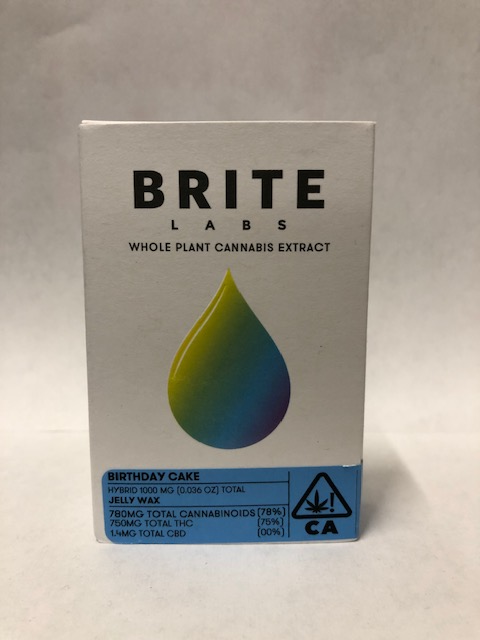 BRITE
LABS
WHOLE PLANT CANNABIS EXTRACT
BIRTHDAY CAKE
HYBRID 1000 MG (0.036 OZ) TOTAL
JELLY WAX
780MG TOTAL CANNABINOIDS (78%)
750MG TOTAL THC (75%)
1.4MG TOTAL CBD (00%)
!
CA